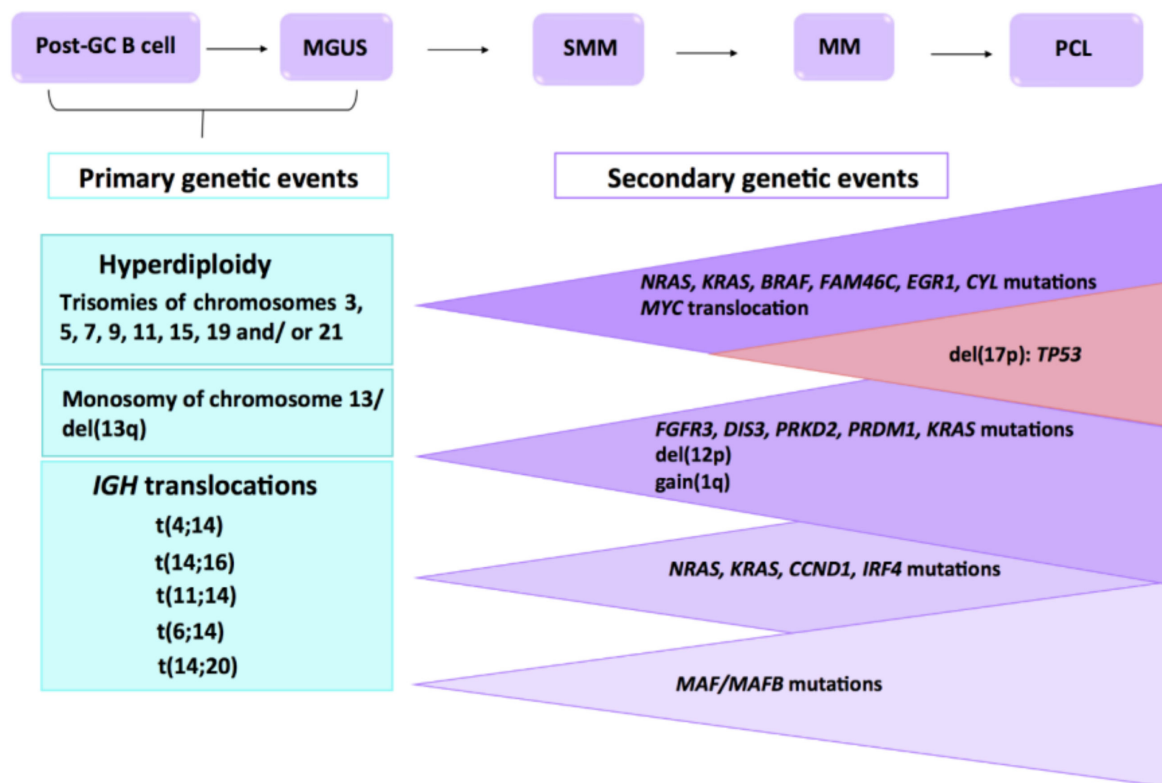 Post-GC B cell
MGUS
SMM
MM
PCL
Primary genetic events
Secondary genetic events
Hyperdiploidy
Trisomies of chromosomes 3,
5, 7, 9, 11, 15, 19 and/ or 21
Monosomy of chromosome 13/
del(13q)
IGH translocations
t(4;14)
t(14;16)
t(11;14)
t(6;14)
t(14;20)
NRAS, KRAS, BRAF, FAM46C, EGR1, CYL mutations
MYC translocation
del(17p): TP53
FGFR3, DIS3, PRKD2, PRDM1, KRAS mutations
del(12p)
gain(1q)
NRAS, KRAS, CCND1, IRF4 mutations
MAF/MAFB mutations